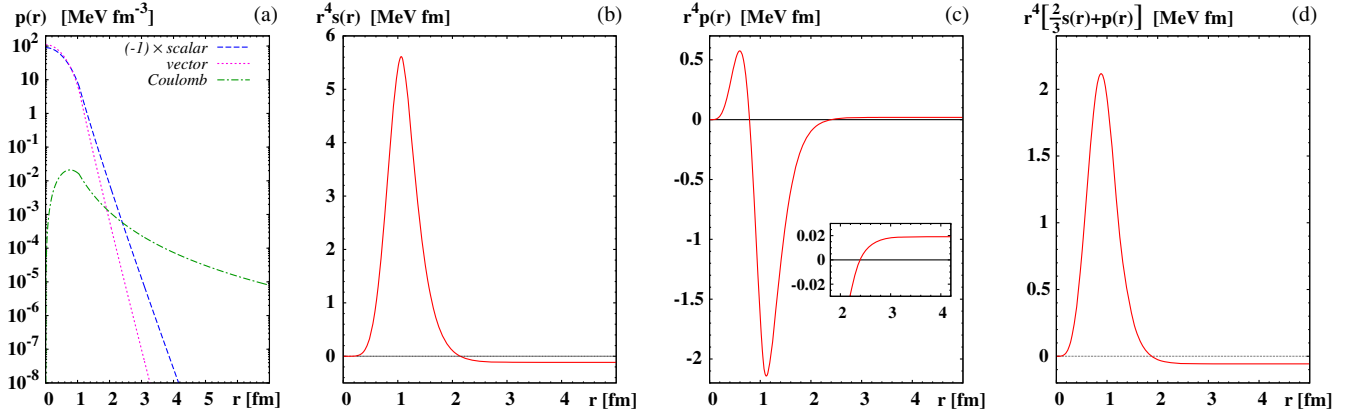 p(r) [MeV fm⁻³] (a)
(-1) × scalar
vector
Coulomb
10²
10
1
10⁻¹
10⁻²
10⁻³
10⁻⁴
10⁻⁵
10⁻⁶
10⁻⁷
10⁻⁸
0 1 2 3 4 5 r [fm]
r⁴s(r) [MeV fm] (b)
6
5
4
3
2
1
0
0 1 2 3 4 r [fm]
r⁴p(r) [MeV fm] (c)
0.5
0
-0.5
-1
-1.5
-2
0.02
0
-0.02
2 3 4
0 1 2 3 4 r [fm]
r⁴[⅔s(r)+p(r)] [MeV fm] (d)
2
1.5
1
0.5
0
0 1 2 3 4 r [fm]